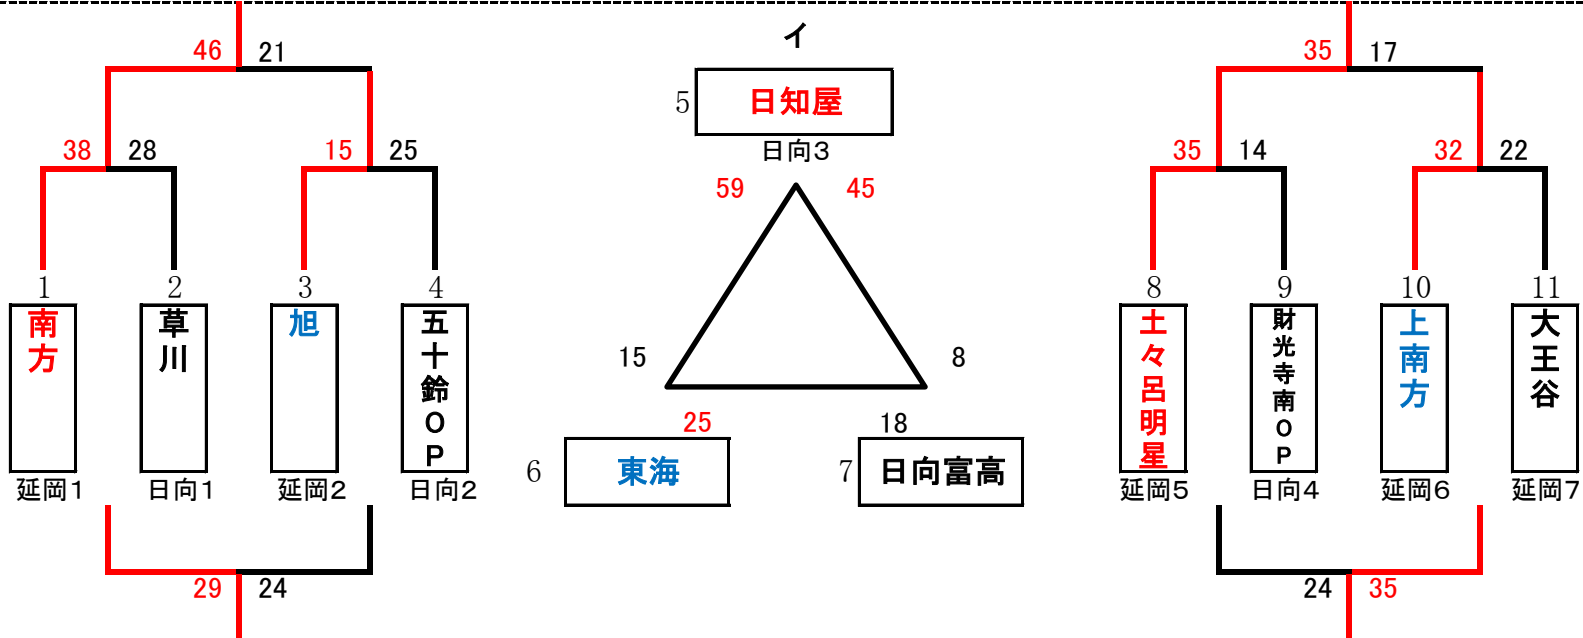 イ
46 21
35 17
5 日知屋
日向3
38 28
15 25
59 45
35 14
32 22
1 2 3 4
8 9 10 11
南方
草川
旭
五十鈴OP
15 8
土々呂明星
財光寺南OP
上南方
大王谷
25 18
6 東海
7 日向富高
延岡1 日向1 延岡2 日向2
延岡5 日向4 延岡6 延岡7
29 24
24 35